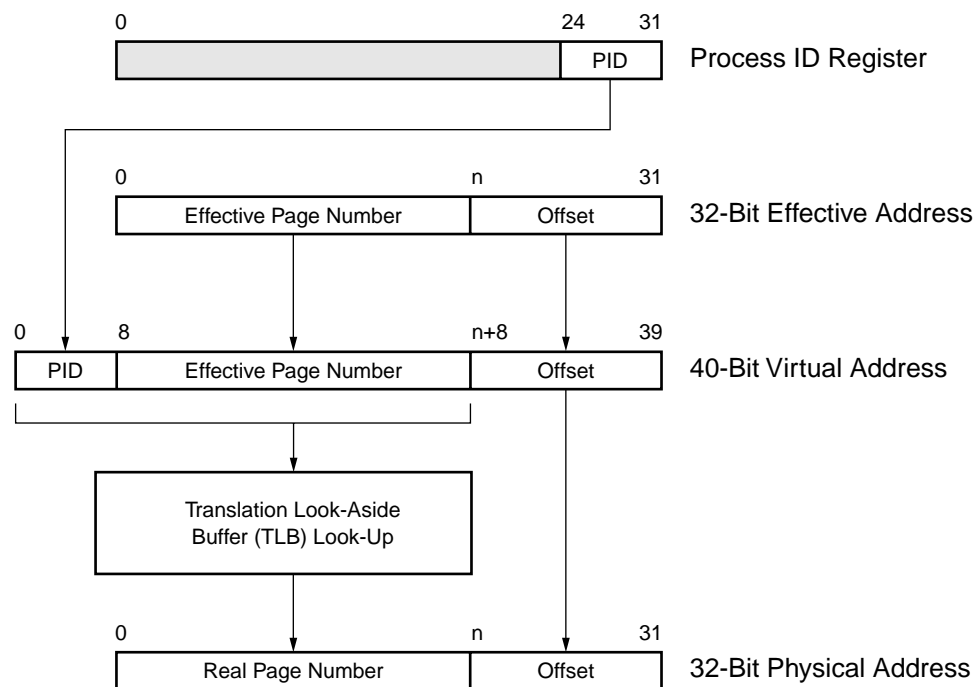 0 24 31
PID Process ID Register
0 n 31
Effective Page Number Offset 32-Bit Effective Address
0 8 n+8 39
PID Effective Page Number Offset 40-Bit Virtual Address
Translation Look-Aside
Buffer (TLB) Look-Up
0 n 31
Real Page Number Offset 32-Bit Physical Address